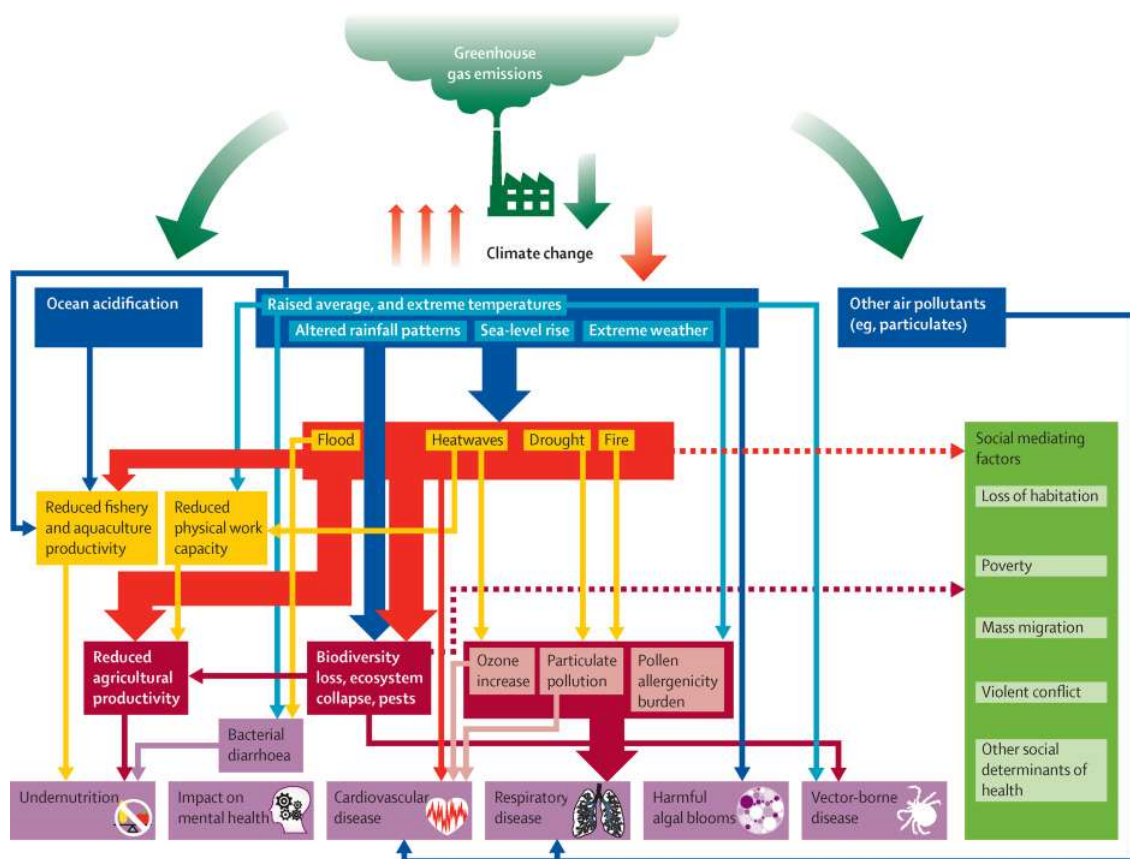 Greenhouse
gas emissions
Climate change
Ocean acidification
Raised average, and extreme temperatures
Altered rainfall patterns
Sea-level rise
Extreme weather
Other air pollutants
(eg, particulates)
Flood
Heatwaves
Drought
Fire
Social mediating
factors
Loss of habitation
Poverty
Mass migration
Violent conflict
Other social
determinants of
health
Reduced fishery
and aquaculture
productivity
Reduced
physical work
capacity
Reduced
agricultural
productivity
Biodiversity
loss, ecosystem
collapse, pests
Ozone
increase
Particulate
pollution
Pollen
allergenicity
burden
Bacterial
diarrhoea
Undernutrition
Impact on
mental health
Cardiovascular
disease
Respiratory
disease
Harmful
algal blooms
Vector-borne
disease